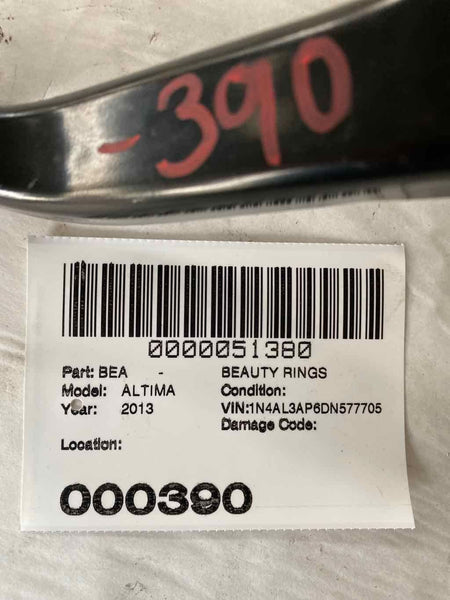 -390
0000051380
Part: BEA - BEAUTY RINGS
Model: ALTIMA Condition:
Year: 2013 VIN:1N4AL3AP6DN577705
Damage Code:
Location:
000390